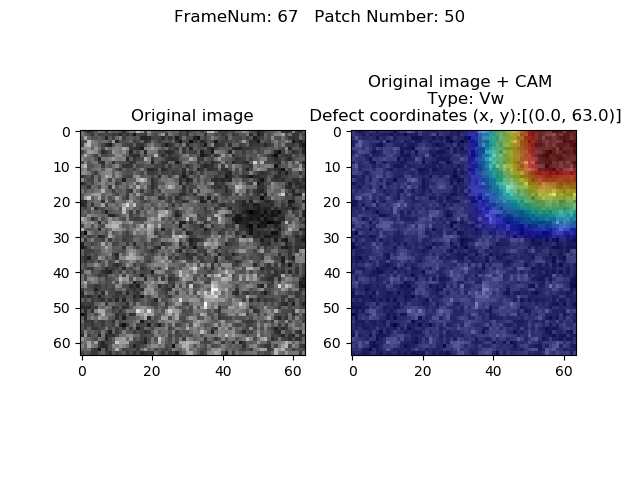 FrameNum: 67   Patch Number: 50
Original image
0
10
20
30
40
50
60
0 20 40 60
Original image + CAM
Type: Vw
Defect coordinates (x, y):[(0.0, 63.0)]
0
10
20
30
40
50
60
0 20 40 60